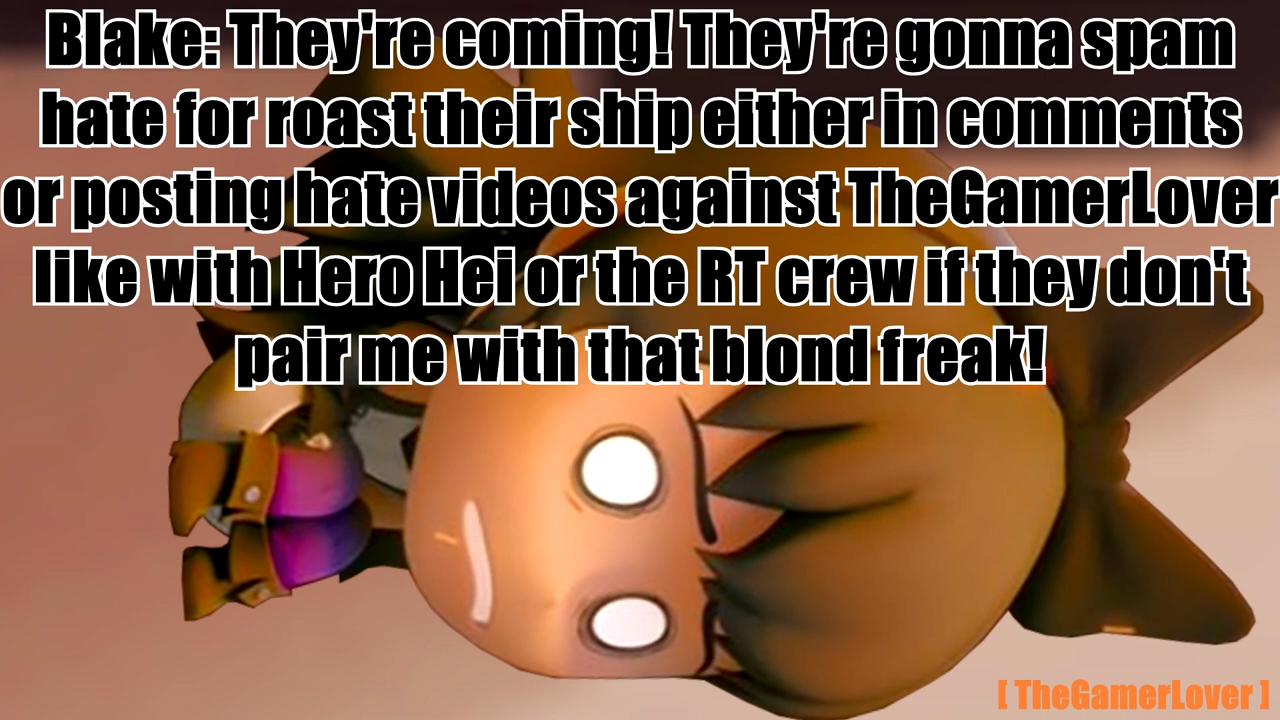 Blake: They're coming! They're gonna spam
hate for roast their ship either in comments
or posting hate videos against TheGamerLover
like with Hero Hei or the RT crew if they don't
pair me with that blond freak!
[ TheGamerLover ]